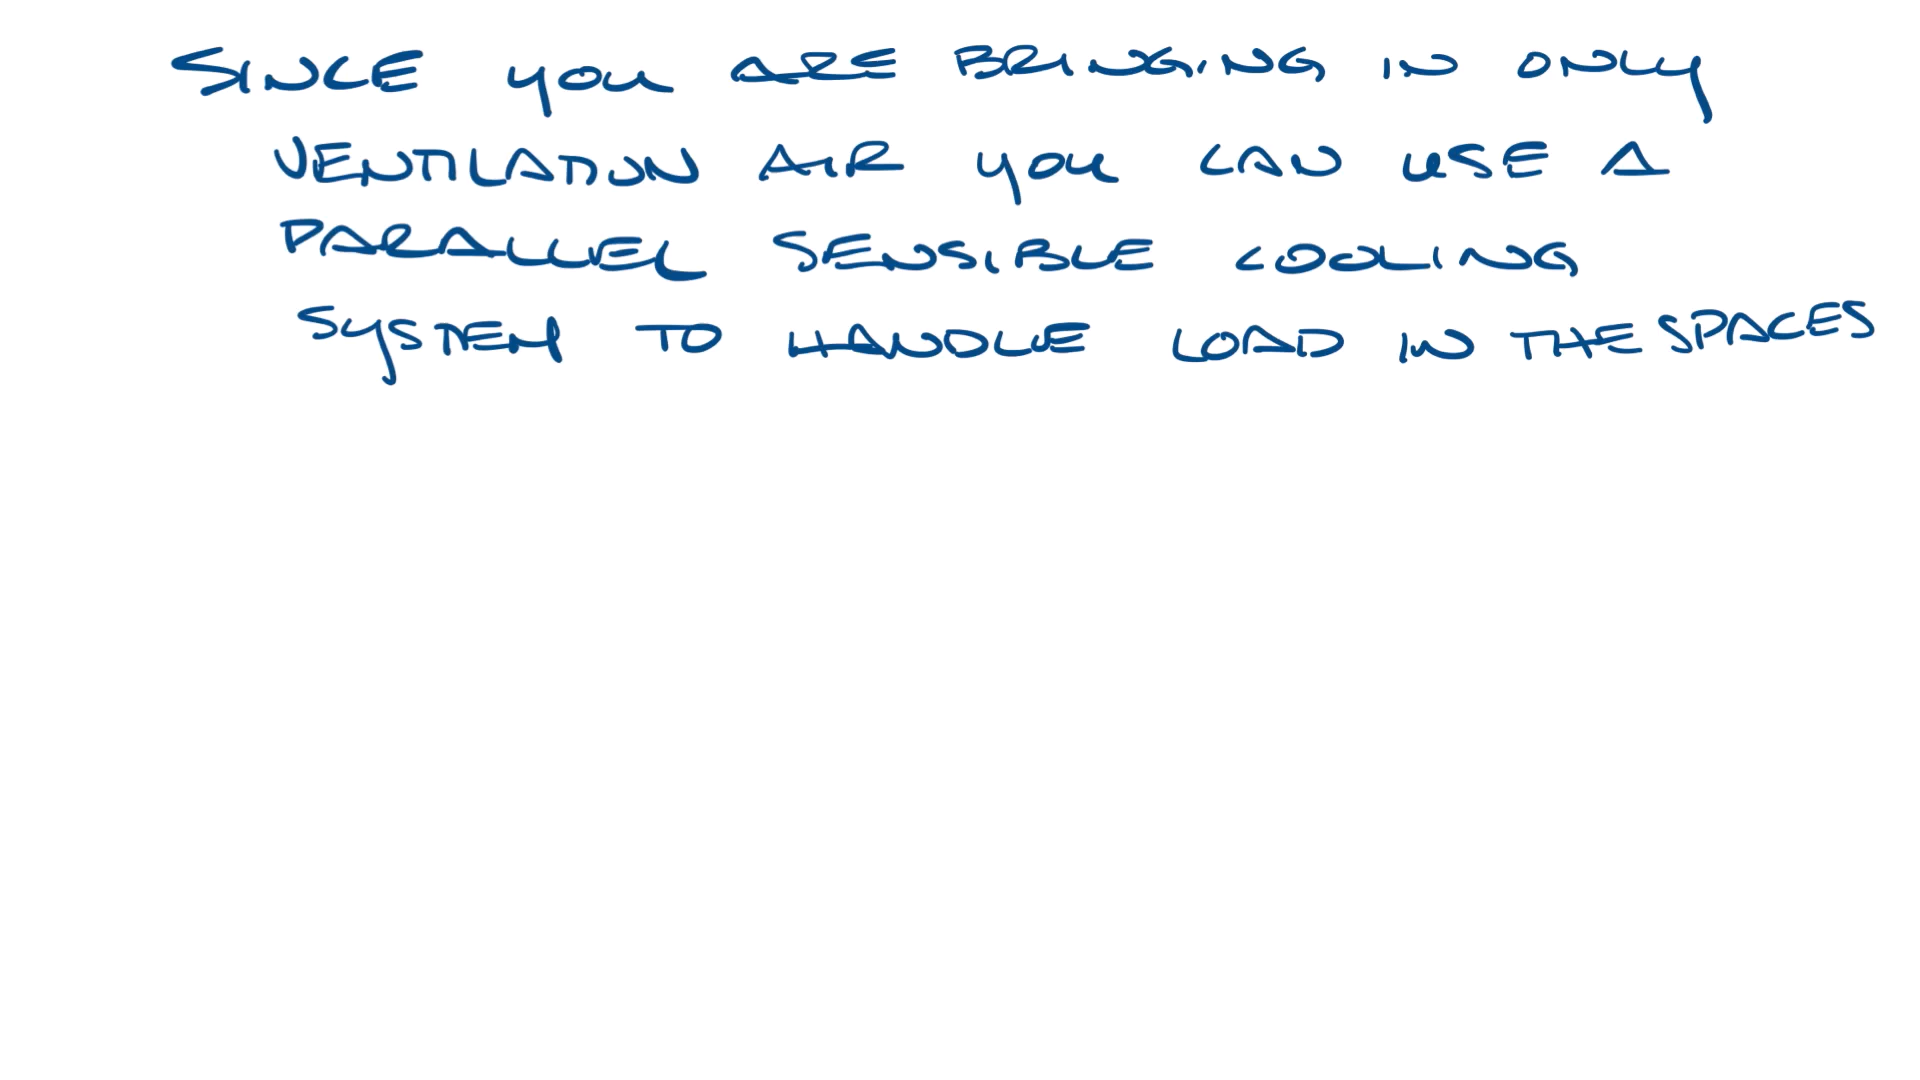 SINCE you ARE BRINGING IN ONLY
VENTILATION AIR you CAN USE A
PARALLEL SENSIBLE COOLING
SYSTEM TO HANDLE LOAD IN THE SPACES